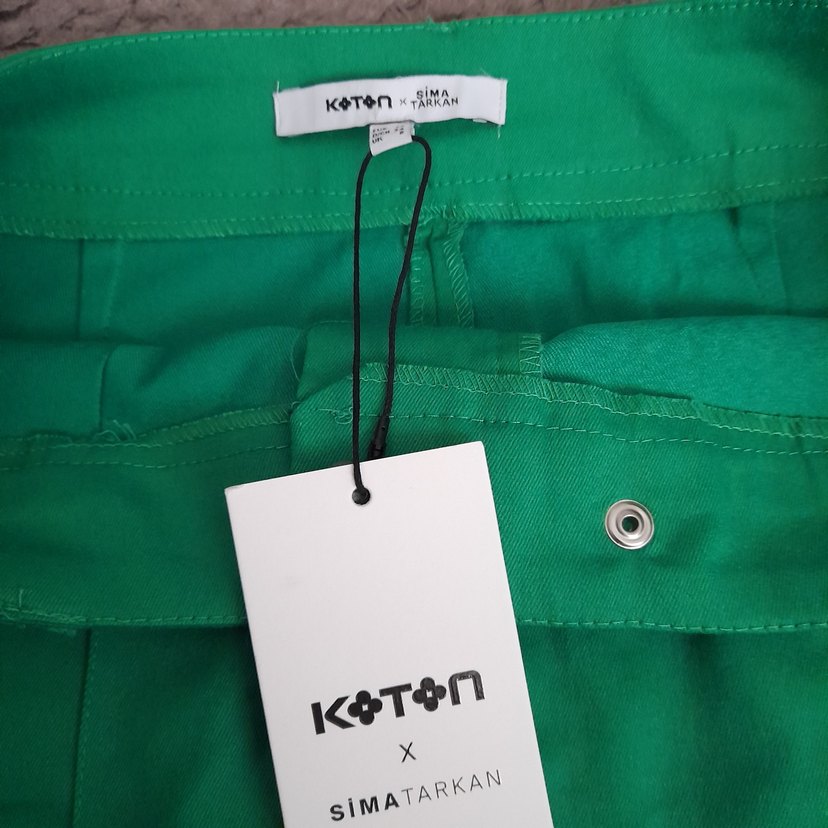 KOTON x SİMA
TARKAN
KOTON
X
SİMATARKAN